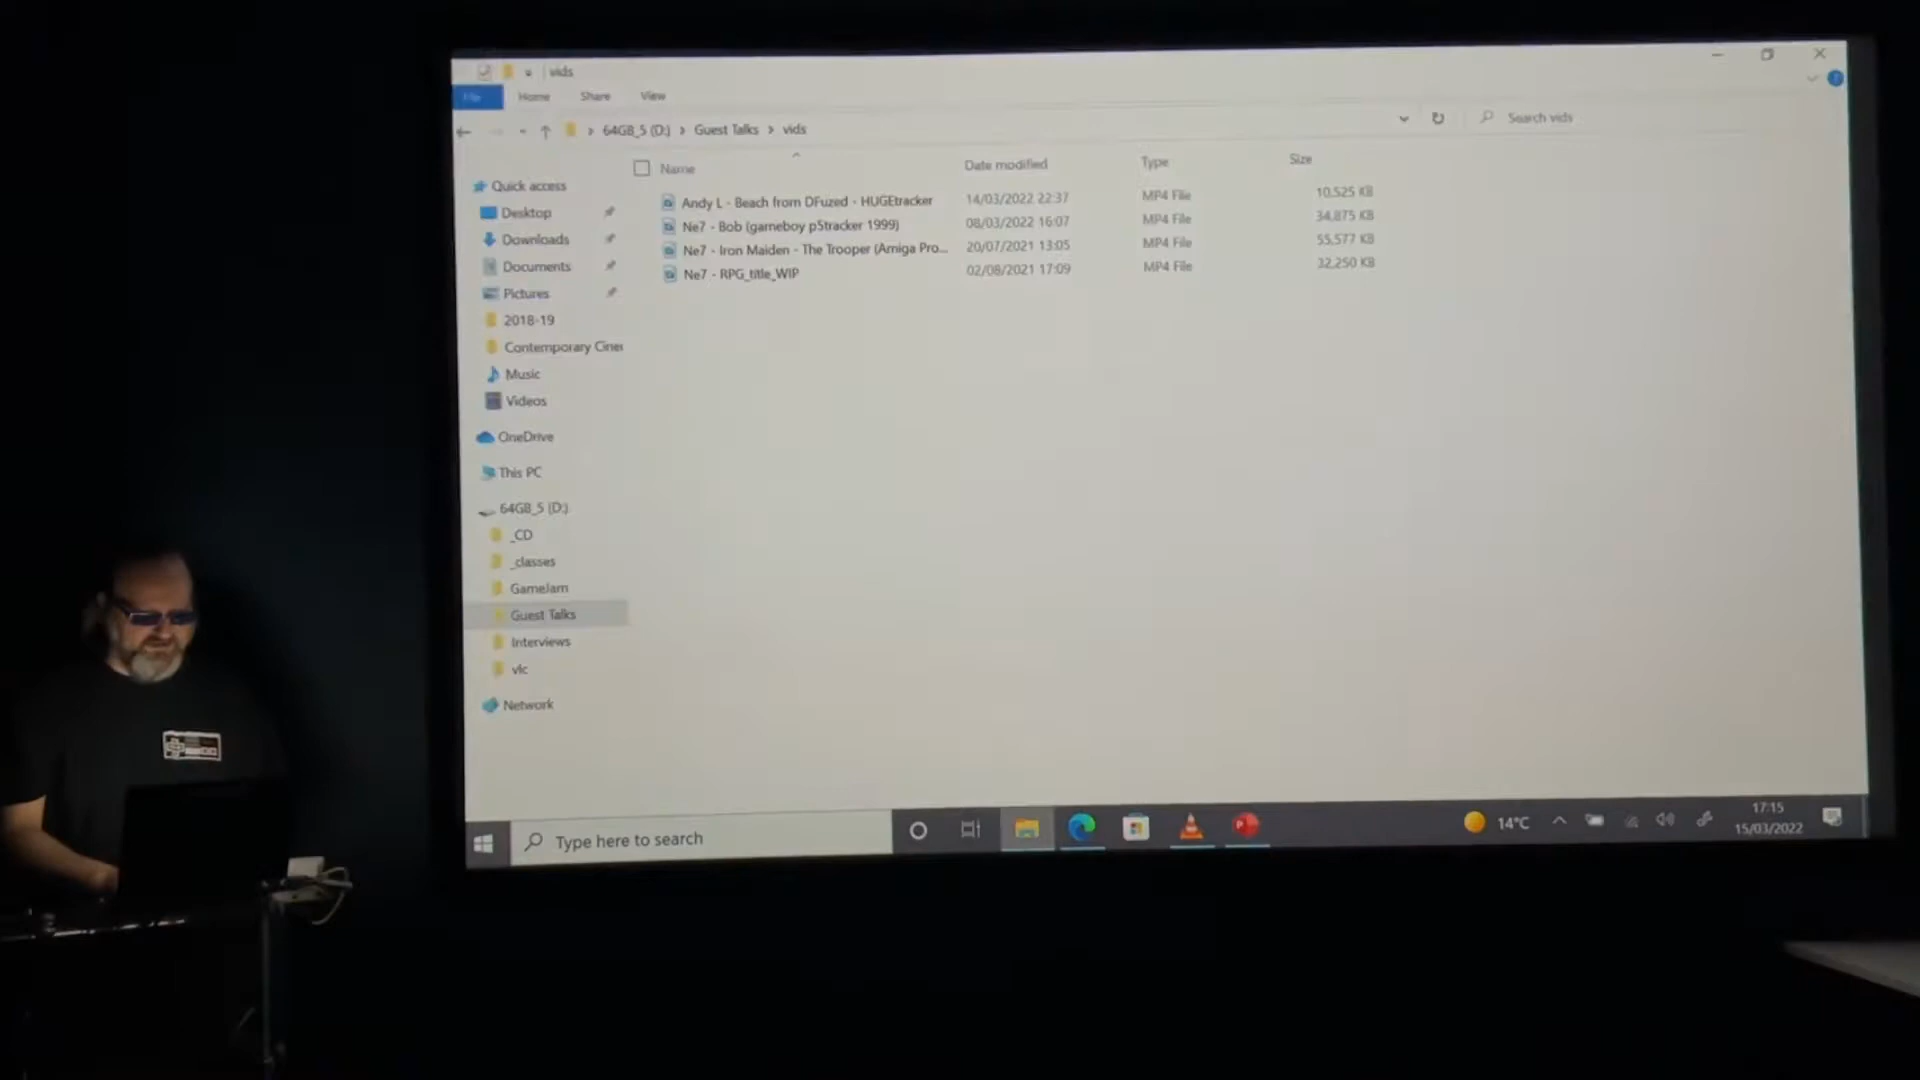 vids
File Home Share View
64GB_5 (D:) > Guest Talks > vids
Search vids
Name Date modified Type Size
Andy L - Beach from DFuzed - HUGEtracker 14/03/2022 22:37 MP4 File 10,525 KB
Ne7 - Bob (gameboy p5tracker 1999) 08/03/2022 16:07 MP4 File 34,875 KB
Ne7 - Iron Maiden - The Trooper (Amiga Pro... 20/07/2021 13:05 MP4 File 55,577 KB
Ne7 - RPG_title_WIP 02/08/2021 17:09 MP4 File 32,250 KB
Quick access
Desktop
Downloads
Documents
Pictures
2018-19
Contemporary Ciner
Music
Videos
OneDrive
This PC
64GB_5 (D:)
_CD
_classes
GameJam
Guest Talks
Interviews
vlc
Network
Type here to search
14°C
17:15
15/03/2022